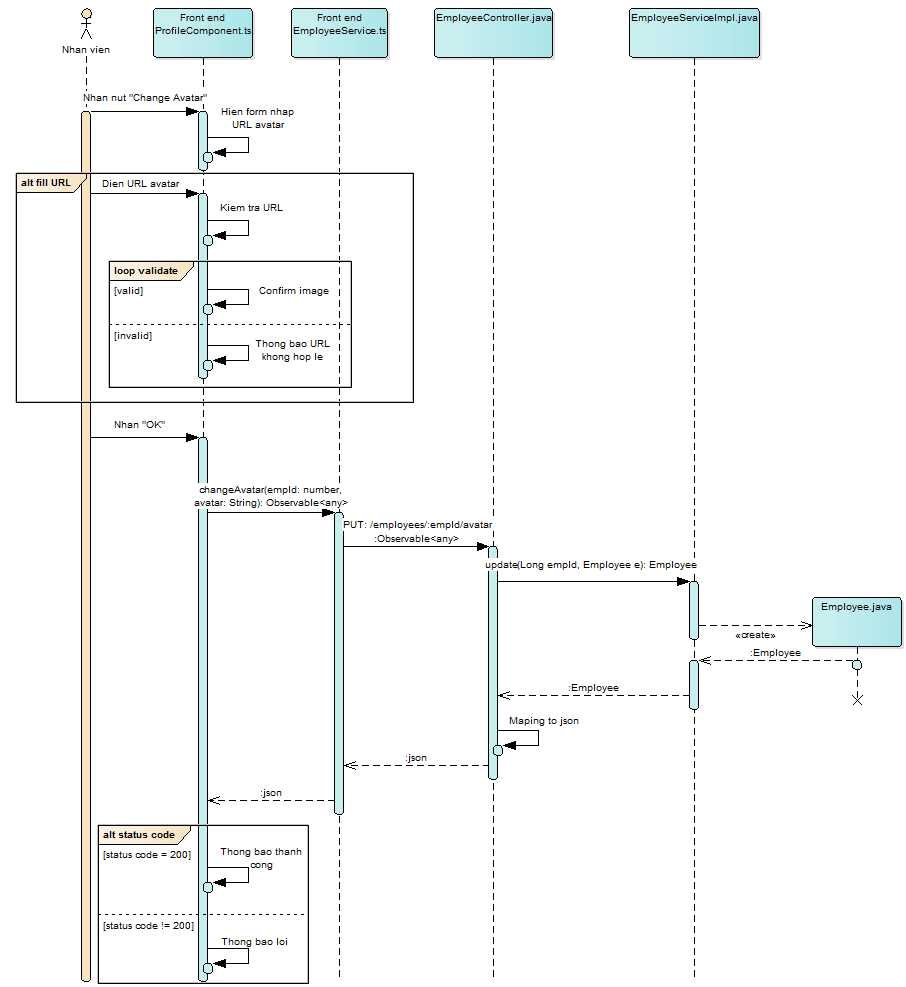 Nhan vien
Front end
ProfileComponent.ts
Front end
EmployeeService.ts
EmployeeController.java
EmployeeServiceImpl.java
Nhan nut "Change Avatar"
Hien form nhap
URL avatar
alt fill URL
Dien URL avatar
Kiem tra URL
loop validate
[valid]
Confirm image
[invalid]
Thong bao URL
khong hop le
Nhan "OK"
changeAvatar(empId: number,
avatar: String): Observable<any>
PUT: /employees/:empId/avatar
:Observable<any>
update(Long empId, Employee e): Employee
Employee.java
«create»
:Employee
:Employee
Maping to json
:json
:json
alt status code
[status code = 200]
Thong bao thanh
cong
[status code != 200]
Thong bao loi